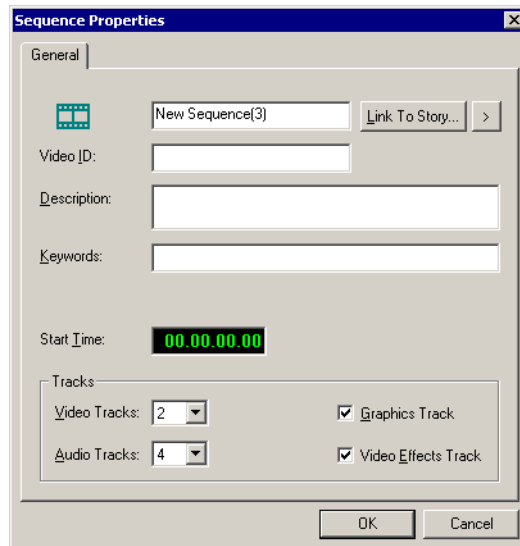 Sequence Properties
General
New Sequence(3)
Link To Story...
>
Video ID:
Description:
Keywords:
Start Time:
00.00.00.00
Tracks
Video Tracks: 2
Graphics Track
Audio Tracks: 4
Video Effects Track
OK
Cancel